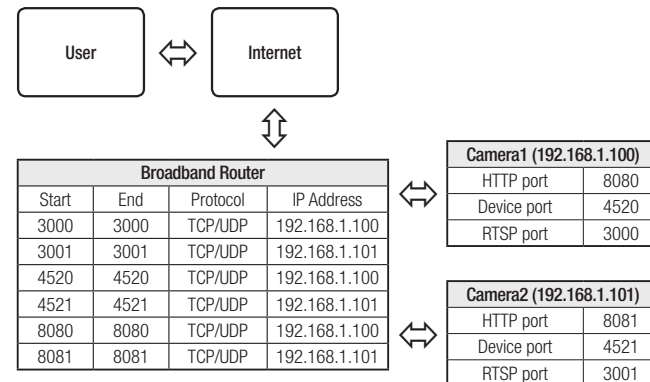 User
Internet
Broadband Router
Start End Protocol IP Address
3000 3000 TCP/UDP 192.168.1.100
3001 3001 TCP/UDP 192.168.1.101
4520 4520 TCP/UDP 192.168.1.100
4521 4521 TCP/UDP 192.168.1.101
8080 8080 TCP/UDP 192.168.1.100
8081 8081 TCP/UDP 192.168.1.101
Camera1 (192.168.1.100)
HTTP port 8080
Device port 4520
RTSP port 3000
Camera2 (192.168.1.101)
HTTP port 8081
Device port 4521
RTSP port 3001